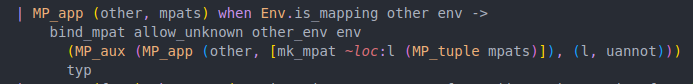 | MP_app (other, mpats) when Env.is_mapping other env ->
bind_mpat allow_unknown other_env env
(MP_aux (MP_app (other, [mk_mpat ~loc:l (MP_tuple mpats)]), (l, uannot)))
typ